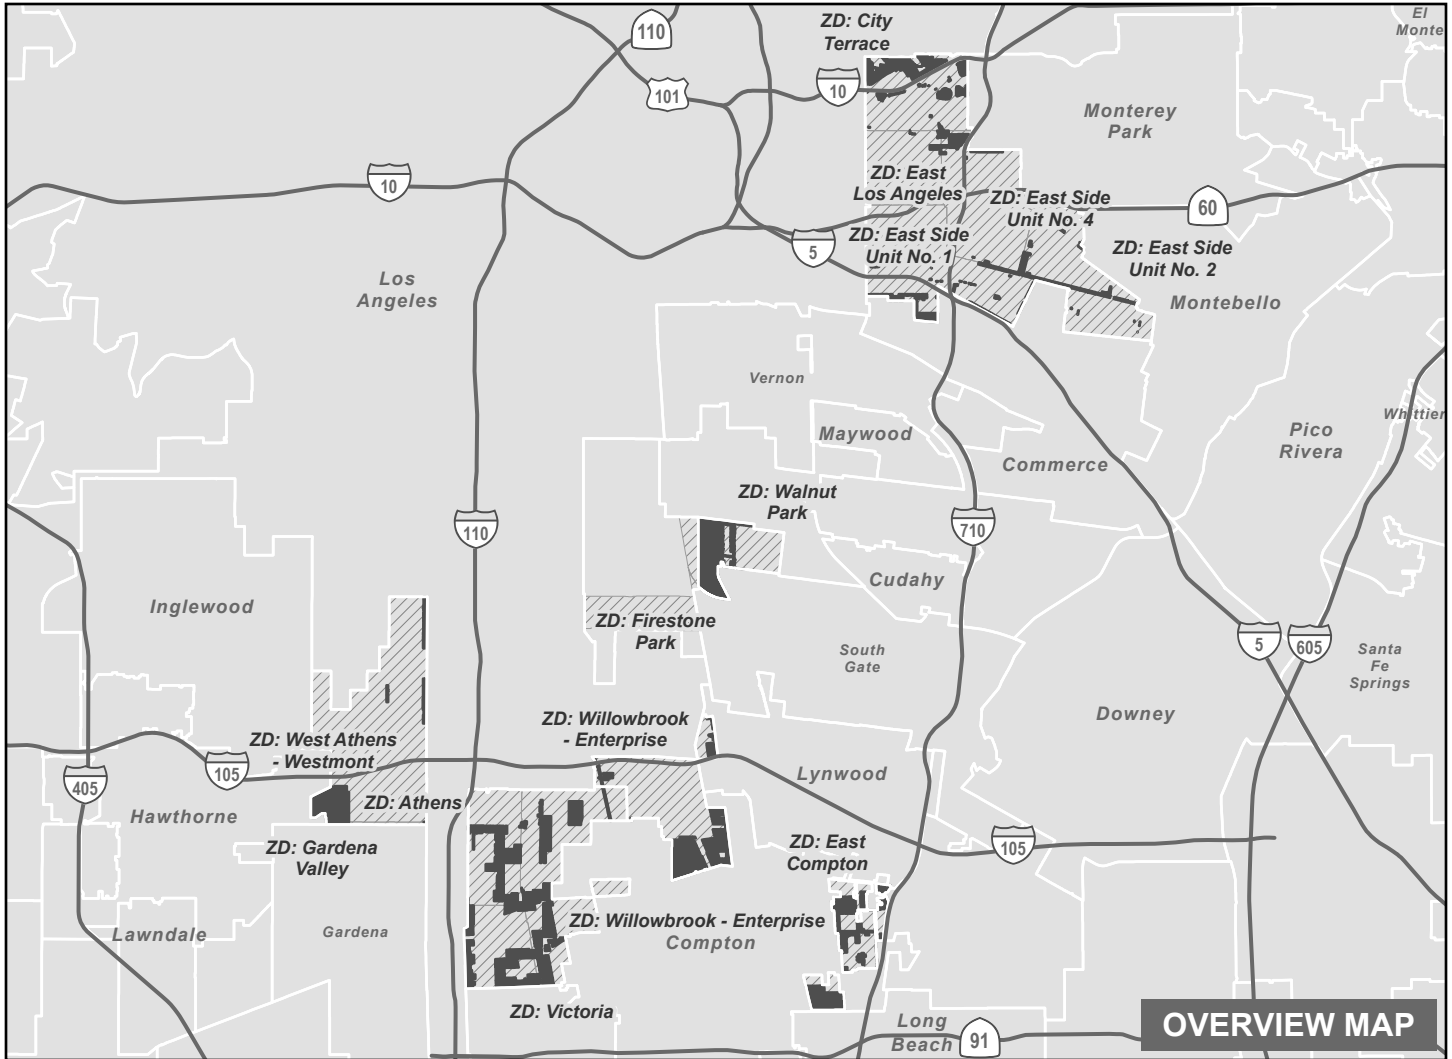 El
Monte
ZD: City
Terrace
110
101
10
Monterey
Park
10
ZD: East
Los Angeles
ZD: East Side
Unit No. 4
60
ZD: East Side
Unit No. 1
5
ZD: East Side
Unit No. 2
Los
Angeles
Montebello
Vernon
Whittier
Maywood
Pico
Rivera
Commerce
ZD: Walnut
Park
110
710
Cudahy
Inglewood
ZD: Firestone
Park
South
Gate
5
605
Santa
Fe
Springs
Downey
ZD: Willowbrook
- Enterprise
ZD: West Athens
- Westmont
105
405
Lynwood
ZD: Athens
Hawthorne
ZD: Gardena
Valley
ZD: East
Compton
105
Lawndale
Gardena
ZD: Willowbrook - Enterprise
Compton
ZD: Victoria
Long
Beach
91
OVERVIEW MAP